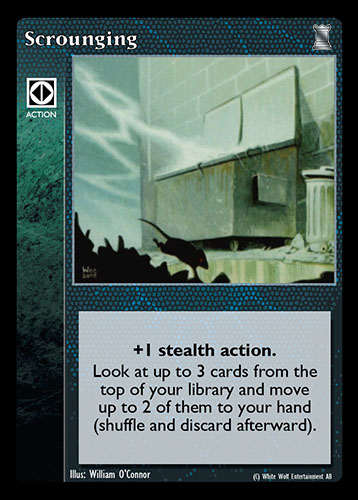 Scrounging
ACTION
+1 stealth action.
Look at up to 3 cards from the
top of your library and move
up to 2 of them to your hand
(shuffle and discard afterward).
Illus: William O'Connor
(C) White Wolf Entertainment AB